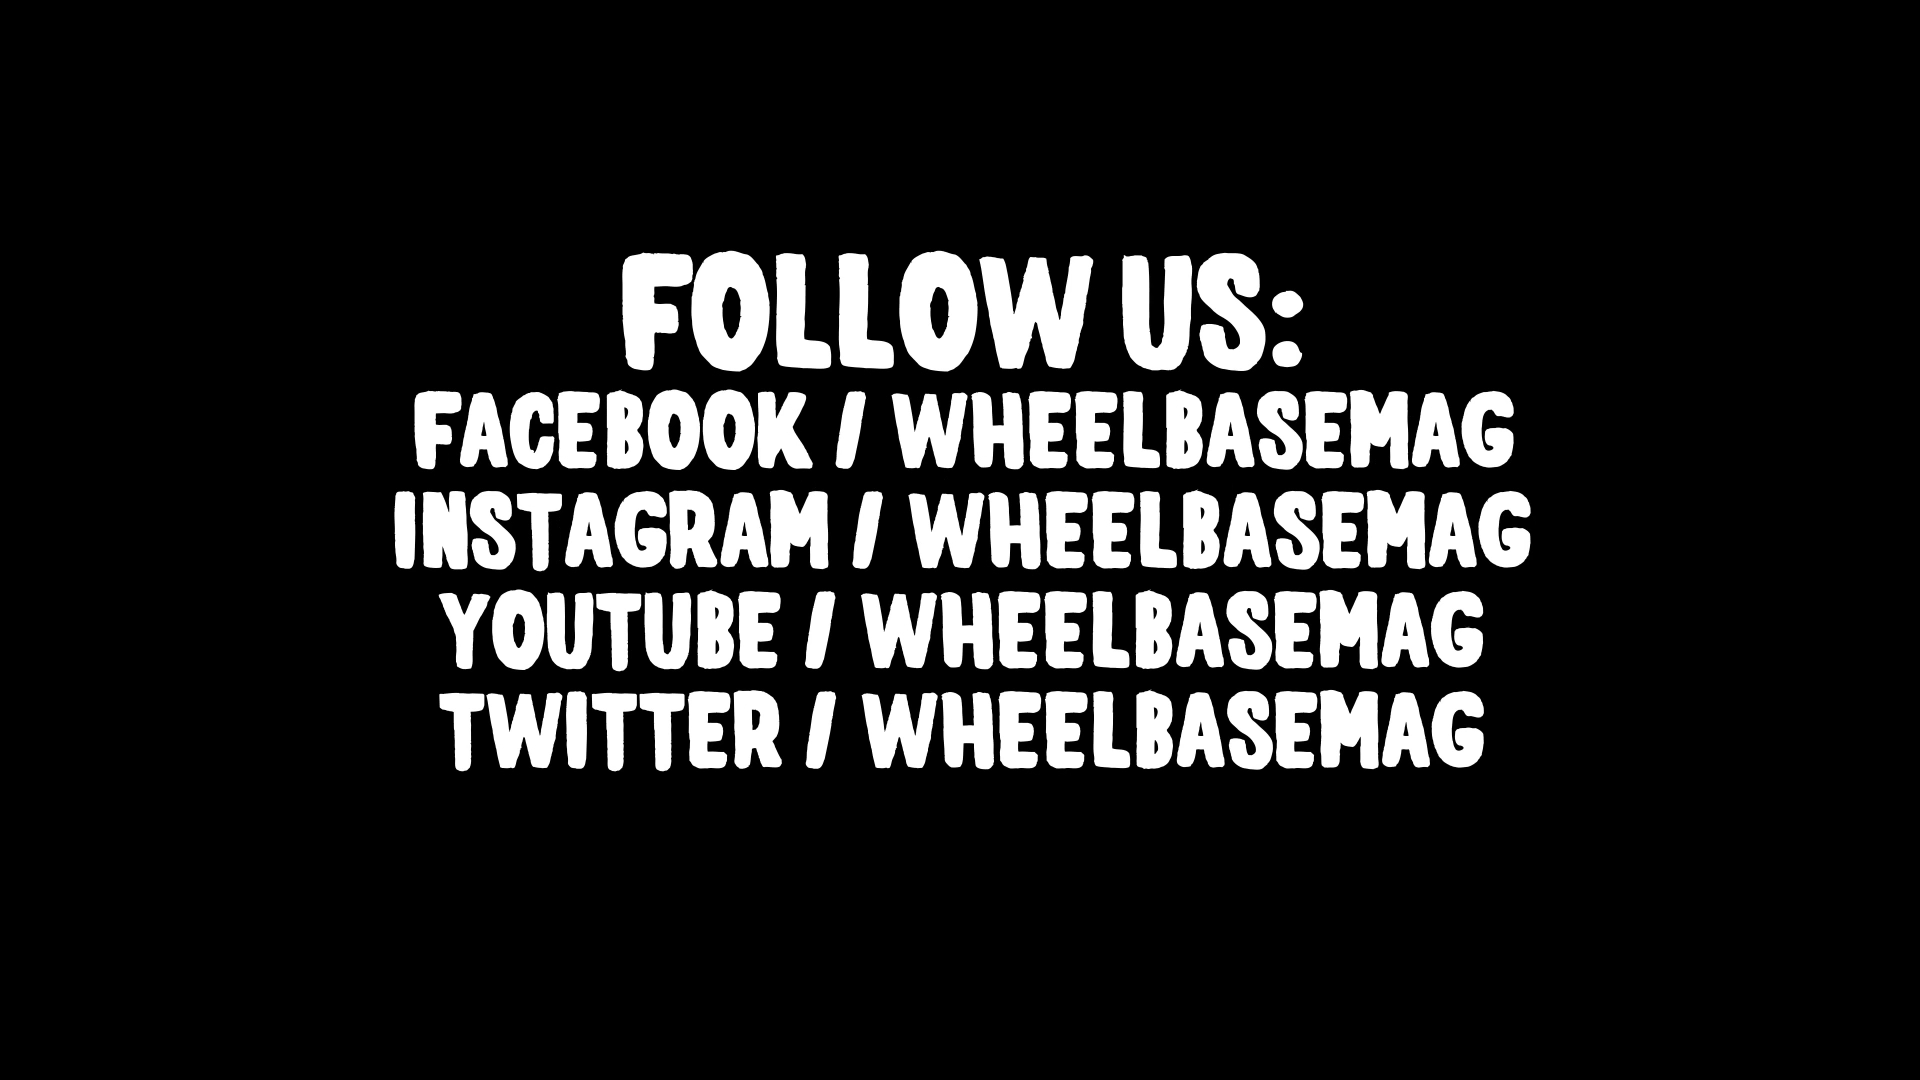 FOLLOW US:
FACEBOOK / WHEELBASEMAG
INSTAGRAM / WHEELBASEMAG
YOUTUBE / WHEELBASEMAG
TWITTER / WHEELBASEMAG